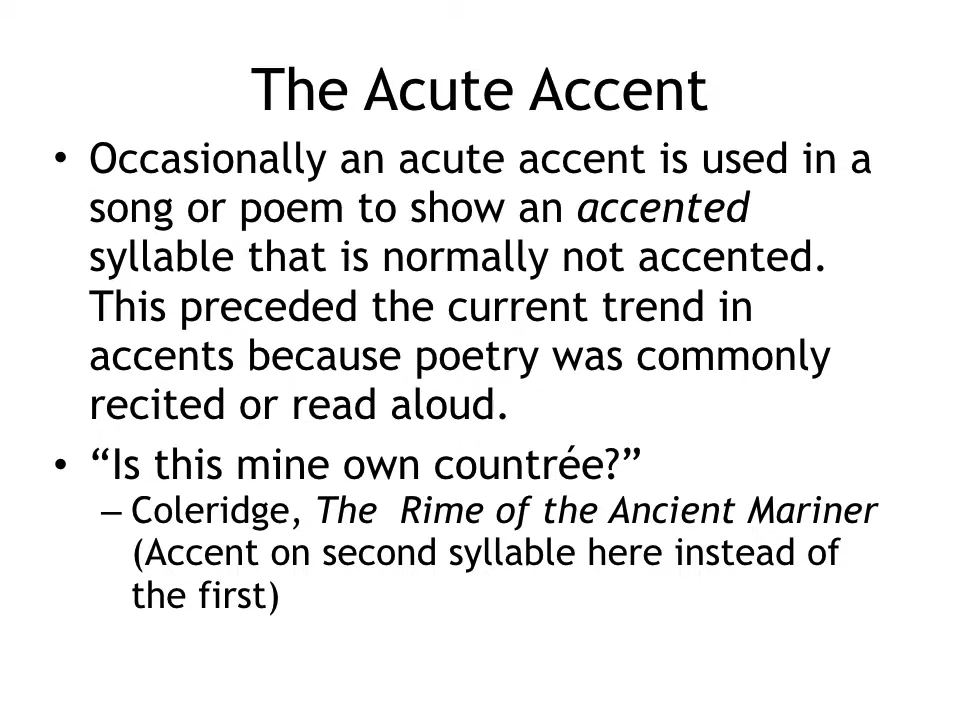 The Acute Accent
• Occasionally an acute accent is used in a
song or poem to show an accented
syllable that is normally not accented.
This preceded the current trend in
accents because poetry was commonly
recited or read aloud.
• “Is this mine own countrée?”
– Coleridge, The  Rime of the Ancient Mariner
(Accent on second syllable here instead of
the first)